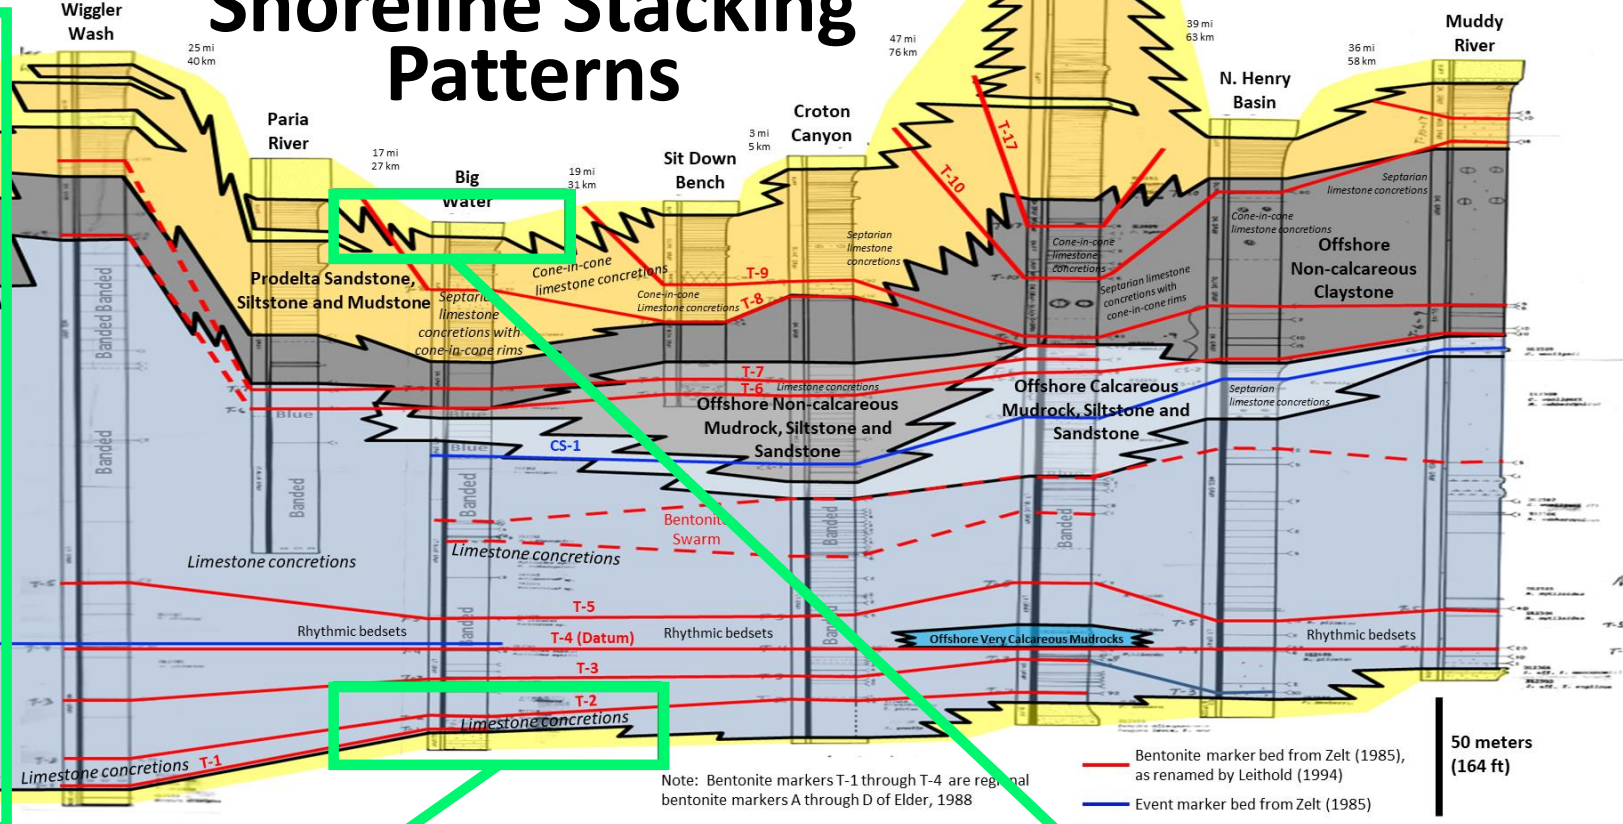 Shoreline Stacking
Patterns
Wiggler
Wash
25 mi
40 km
Paria
River
17 mi
27 km
Big
Water
19 mi
31 km
Sit Down
Bench
3 mi
5 km
Croton
Canyon
47 mi
76 km
39 mi
63 km
N. Henry
Basin
36 mi
58 km
Muddy
River
T-17
T-10
Septarian
limestone concretions
Cone-in-cone
limestone concretions
Offshore
Non-calcareous
Claystone
Septarian
limestone
concretions
Cone-in-cone
limestone
concretions
Septarian limestone
concretions with
cone-in-cone rims
Cone-in-cone
limestone concretions
Prodelta Sandstone,
Siltstone and Mudstone
Septarian
limestone
concretions with
cone-in-cone rims
Cone-in-cone
Limestone concretions
T-9
T-8
T-7
T-6
Limestone concretions
Offshore Non-calcareous
Mudrock, Siltstone and
Sandstone
Offshore Calcareous
Mudrock, Siltstone and
Sandstone
Septarian
limestone concretions
Banded Banded
Banded
Blue
Banded
Blue
Blue
Banded
CS-1
Blue
Banded
Banded
Bentonite
Swarm
Limestone concretions
Limestone concretions
T-5
Banded
Banded
Rhythmic bedsets
T-4 (Datum)
Rhythmic bedsets
Offshore Very Calcareous Mudrocks
Rhythmic bedsets
T-3
T-2
Limestone concretions
T-1
Limestone concretions
Note: Bentonite markers T-1 through T-4 are regional
bentonite markers A through D of Elder, 1988
Bentonite marker bed from Zelt (1985),
as renamed by Leithold (1994)
Event marker bed from Zelt (1985)
50 meters
(164 ft)